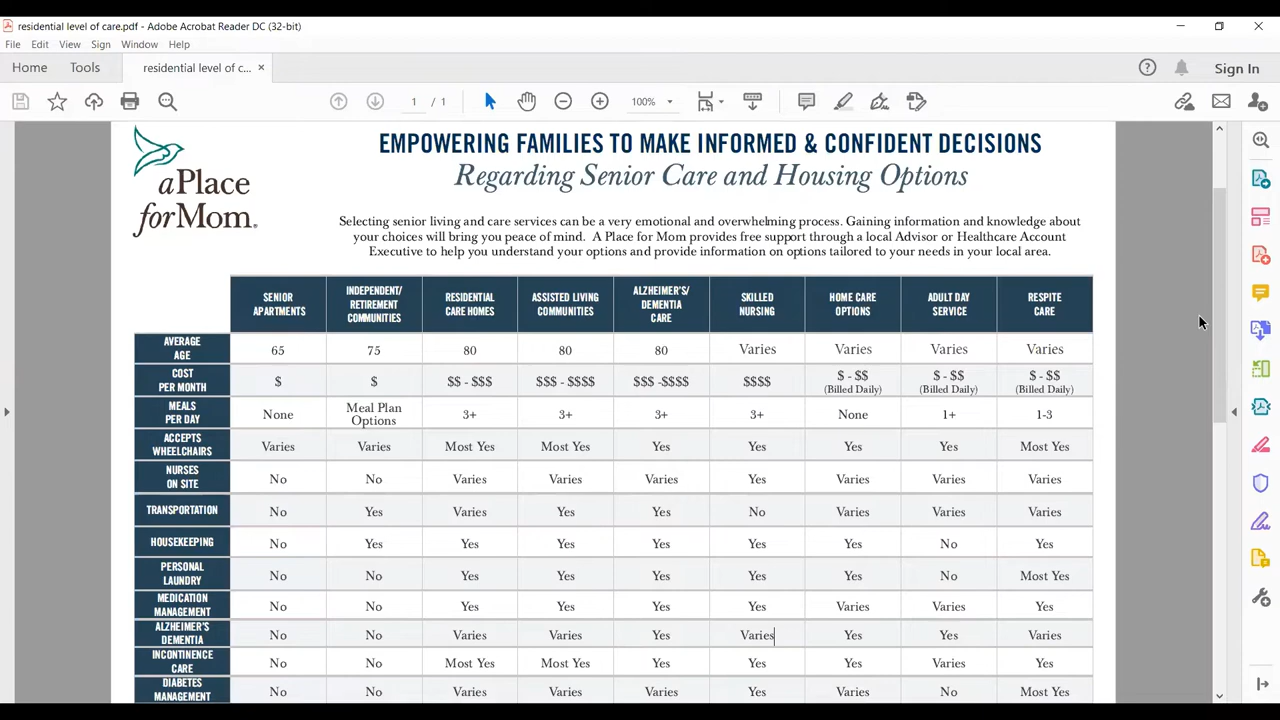 residential level of care.pdf - Adobe Acrobat Reader DC (32-bit)
File Edit View Sign Window Help
Home Tools residential level of c... ×
Sign In
1 / 1 100%
a Place
for Mom.
EMPOWERING FAMILIES TO MAKE INFORMED & CONFIDENT DECISIONS
Regarding Senior Care and Housing Options
Selecting senior living and care services can be a very emotional and overwhelming process. Gaining information and knowledge about
your choices will bring you peace of mind. A Place for Mom provides free support through a local Advisor or Healthcare Account
Executive to help you understand your options and provide information on options tailored to your needs in your local area.
SENIOR APARTMENTS INDEPENDENT/ RETIREMENT COMMUNITIES RESIDENTIAL CARE HOMES ASSISTED LIVING COMMUNITIES ALZHEIMER'S/ DEMENTIA CARE SKILLED NURSING HOME CARE OPTIONS ADULT DAY SERVICE RESPITE CARE
AVERAGE AGE 65 75 80 80 80 Varies Varies Varies Varies
COST PER MONTH $ $ $$ - $$$ $$$ - $$$$ $$$ -$$$$ $$$$ $ - $$ (Billed Daily) $ - $$ (Billed Daily) $ - $$ (Billed Daily)
MEALS PER DAY None Meal Plan Options 3+ 3+ 3+ 3+ None 1+ 1-3
ACCEPTS WHEELCHAIRS Varies Varies Most Yes Most Yes Yes Yes Yes Yes Most Yes
NURSES ON SITE No No Varies Varies Varies Yes Varies Varies Varies
TRANSPORTATION No Yes Varies Yes Yes No Varies Varies Varies
HOUSEKEEPING No Yes Yes Yes Yes Yes Yes No Yes
PERSONAL LAUNDRY No No Yes Yes Yes Yes Yes No Most Yes
MEDICATION MANAGEMENT No No Yes Yes Yes Yes Varies Varies Yes
ALZHEIMER'S DEMENTIA No No Varies Varies Yes Varies Yes Yes Varies
INCONTINENCE CARE No No Most Yes Most Yes Yes Yes Yes Varies Yes
DIABETES MANAGEMENT No No Varies Varies Varies Yes Varies No Most Yes